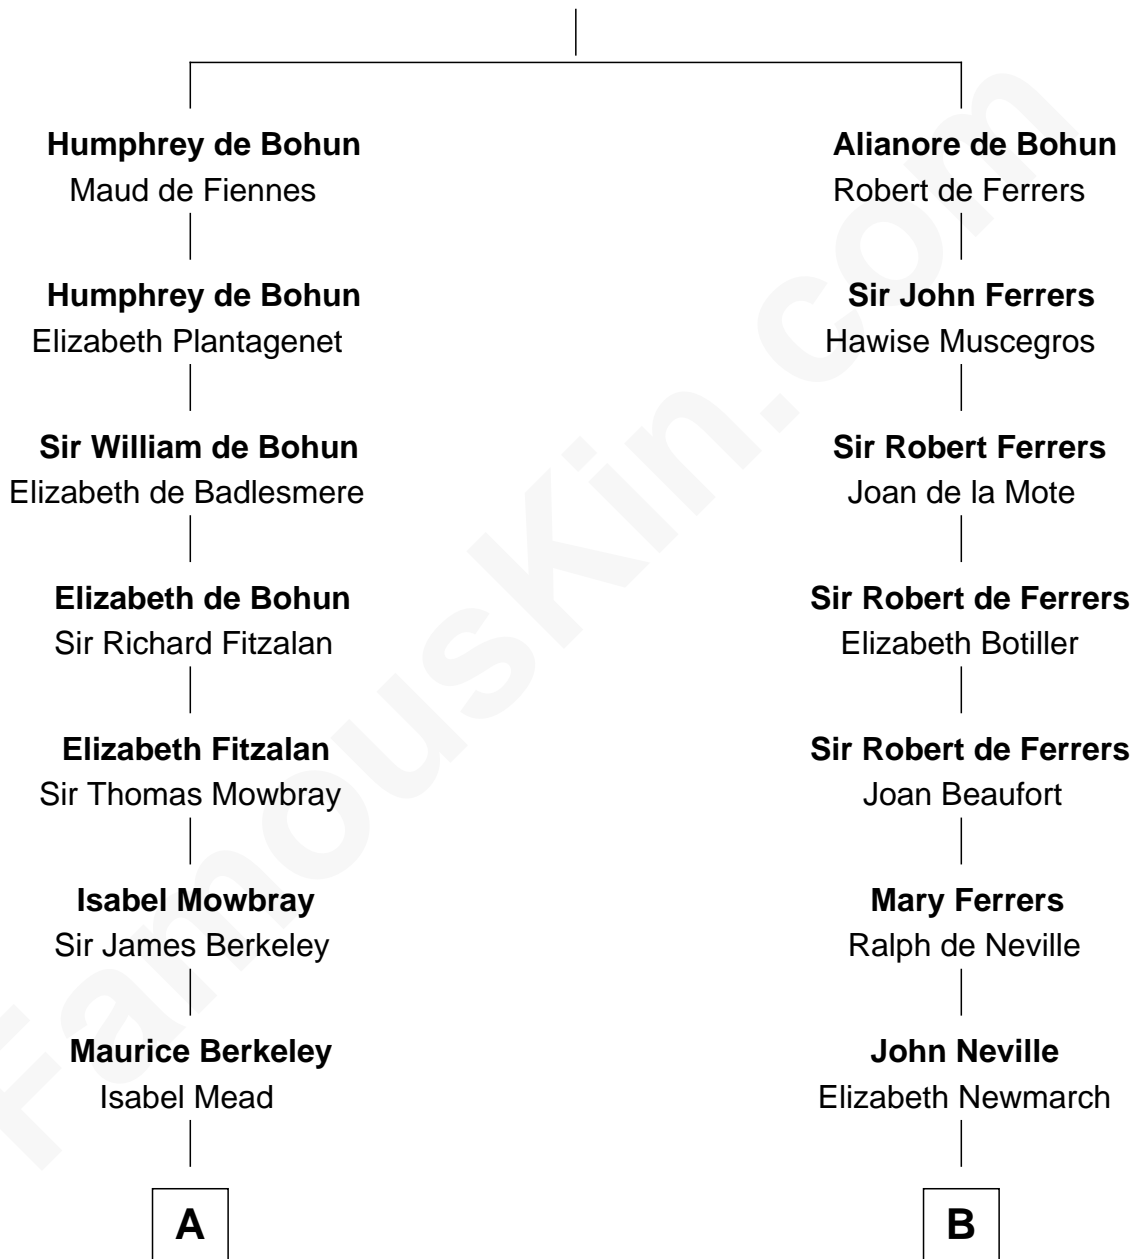 Humphrey de Bohun
Maud de Fiennes
Humphrey de Bohun
Elizabeth Plantagenet
Sir William de Bohun
Elizabeth de Badlesmere
Elizabeth de Bohun
Sir Richard Fitzalan
Elizabeth Fitzalan
Sir Thomas Mowbray
Isabel Mowbray
Sir James Berkeley
Maurice Berkeley
Isabel Mead
A
Alianore de Bohun
Robert de Ferrers
Sir John Ferrers
Hawise Muscegros
Sir Robert Ferrers
Joan de la Mote
Sir Robert de Ferrers
Elizabeth Botiller
Sir Robert de Ferrers
Joan Beaufort
Mary Ferrers
Ralph de Neville
John Neville
Elizabeth Newmarch
B
FamousKin.com